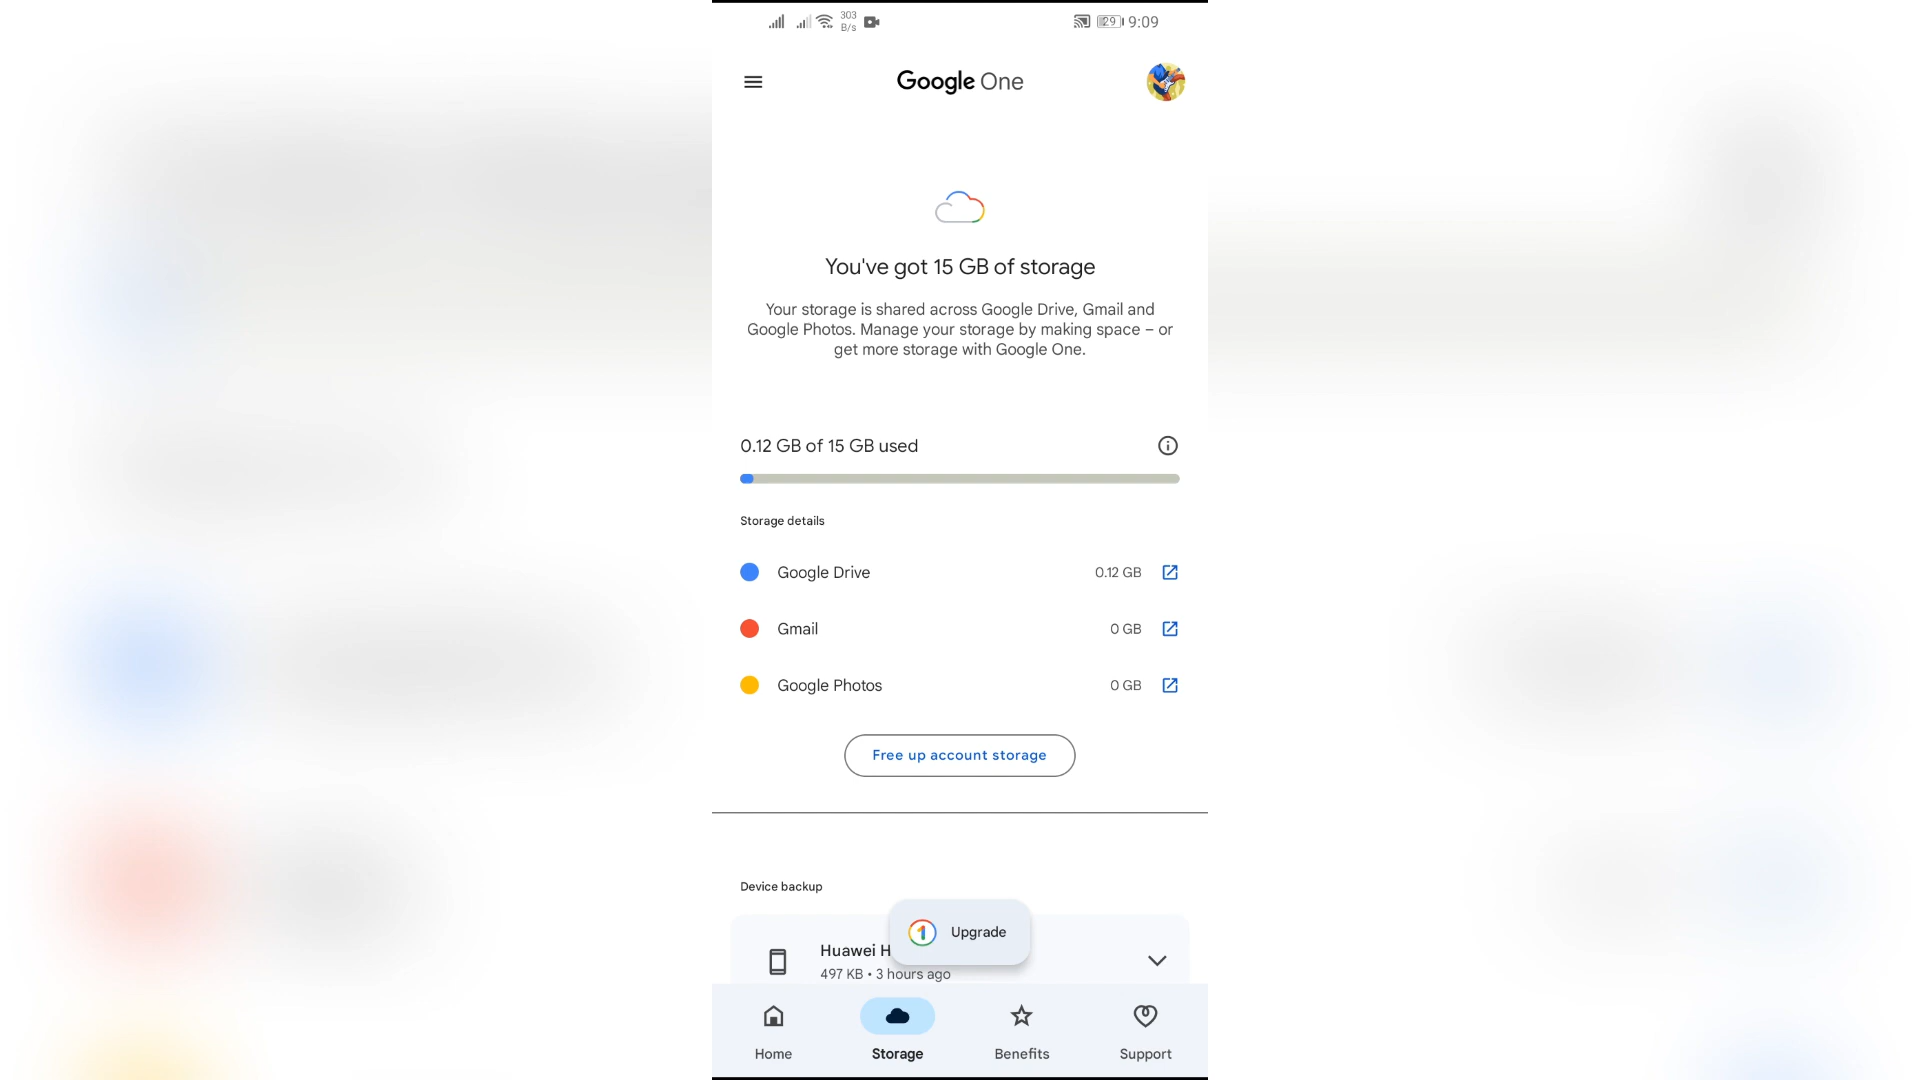 303
B/s
29
9:09
Google One
You've got 15 GB of storage
Your storage is shared across Google Drive, Gmail and
Google Photos. Manage your storage by making space – or
get more storage with Google One.
0.12 GB of 15 GB used
Storage details
Google Drive 0.12 GB
Gmail 0 GB
Google Photos 0 GB
Free up account storage
Device backup
Upgrade
Huawei H
497 KB • 3 hours ago
Home Storage Benefits Support